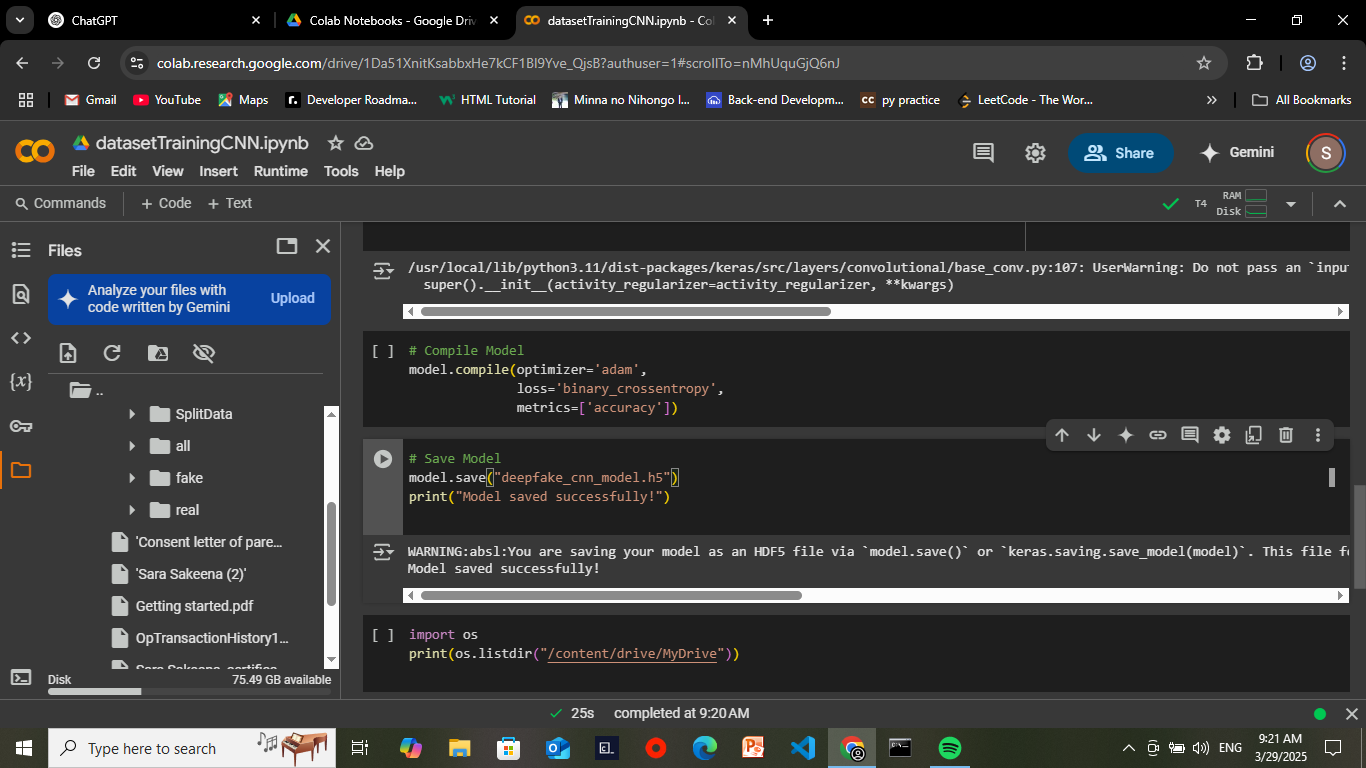 ChatGPT
Colab Notebooks - Google Driv
datasetTrainingCNN.ipynb - Co
colab.research.google.com/drive/1Da51XnitKsabbxHe7kCF1Bl9Yve_QjsB?authuser=1#scrollTo=nMhUquGjQ6nJ
Gmail
YouTube
Maps
Developer Roadma...
HTML Tutorial
Minna no Nihongo I...
Back-end Developm...
py practice
LeetCode - The Wor...
»
All Bookmarks
datasetTrainingCNN.ipynb
File Edit View Insert Runtime Tools Help
Share
Gemini
S
Commands
+ Code + Text
T4
RAM
Disk
Files
Analyze your files with
code written by Gemini
Upload
..
SplitData
all
fake
real
'Consent letter of pare...
'Sara Sakeena (2)'
Getting started.pdf
OpTransactionHistory1...
Disk
75.49 GB available
/usr/local/lib/python3.11/dist-packages/keras/src/layers/convolutional/base_conv.py:107: UserWarning: Do not pass an `input
super().__init__(activity_regularizer=activity_regularizer, **kwargs)
[ ] # Compile Model
model.compile(optimizer='adam',
loss='binary_crossentropy',
metrics=['accuracy'])
# Save Model
model.save("deepfake_cnn_model.h5")
print("Model saved successfully!")
WARNING:absl:You are saving your model as an HDF5 file via `model.save()` or `keras.saving.save_model(model)`. This file fo
Model saved successfully!
[ ] import os
print(os.listdir("/content/drive/MyDrive"))
25s completed at 9:20 AM
Type here to search
ENG
9:21 AM
3/29/2025